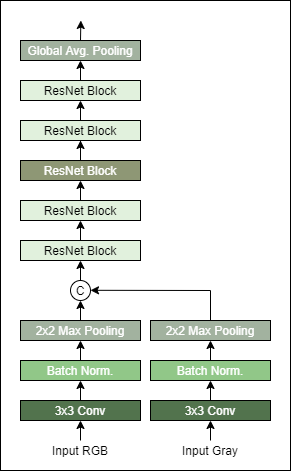 Global Avg. Pooling
ResNet Block
ResNet Block
ResNet Block
ResNet Block
ResNet Block
C
2x2 Max Pooling
2x2 Max Pooling
Batch Norm.
Batch Norm.
3x3 Conv
3x3 Conv
Input RGB
Input Gray